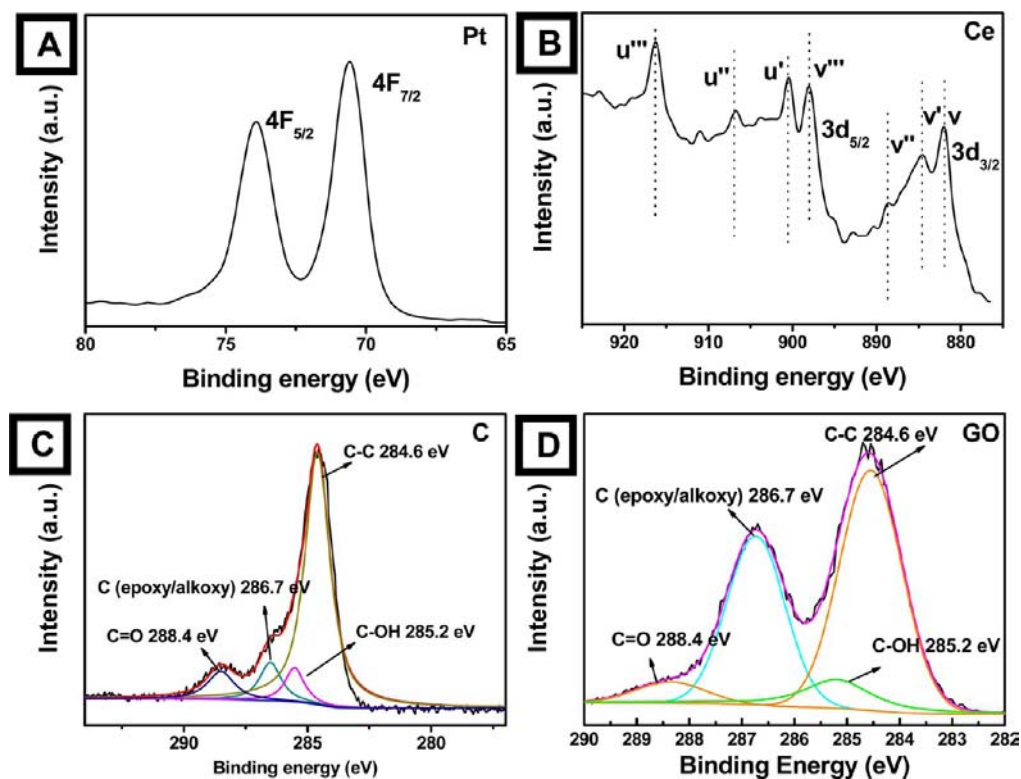 A
Pt
4F5/2
4F7/2
Intensity (a.u.)
80 75 70 65
Binding energy (eV)
B
Ce
u'''
u''
u'
v'''
3d5/2
v''
v'
v
3d3/2
Intensity (a.u.)
920 910 900 890 880
Binding energy (eV)
C
C
C-C 284.6 eV
C (epoxy/alkoxy) 286.7 eV
C=O 288.4 eV
C-OH 285.2 eV
Intensity (a.u.)
290 285 280
Binding energy (eV)
D
GO
C-C 284.6 eV
C (epoxy/alkoxy) 286.7 eV
C=O 288.4 eV
C-OH 285.2 eV
Intensity (a.u.)
290 289 288 287 286 285 284 283 282
Binding Energy (eV)